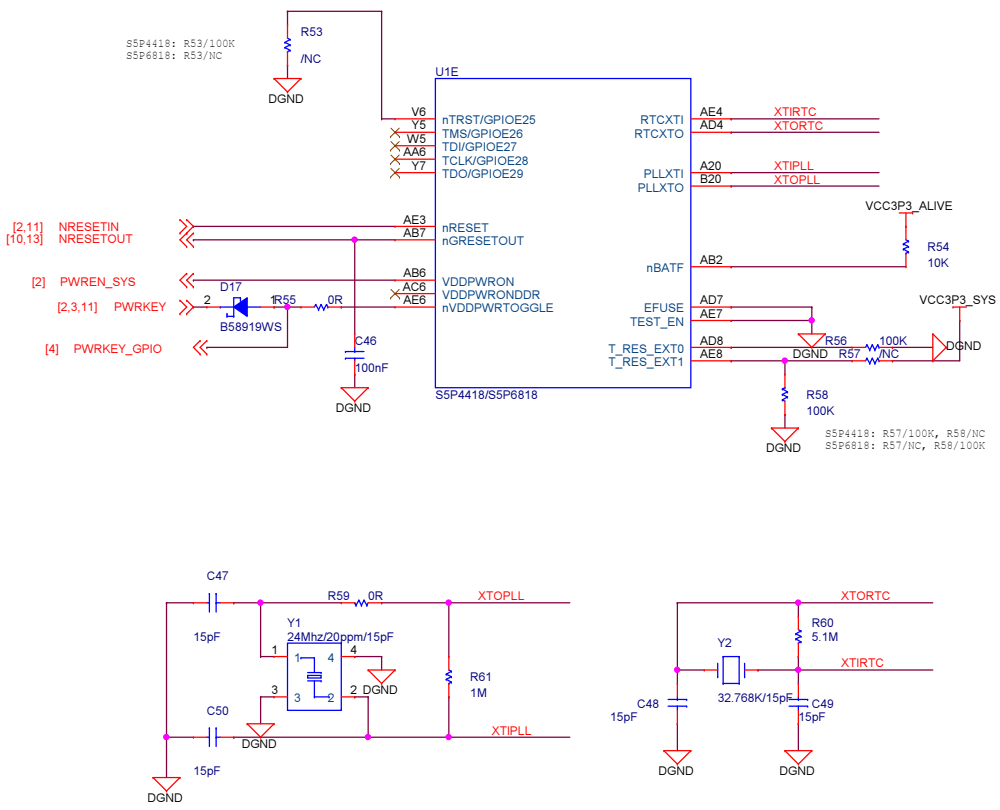 R53
/NC
S5P4418: R53/100K
S5P6818: R53/NC
DGND
U1E
V6 nTRST/GPIOE25
Y5 TMS/GPIOE26
W5 TDI/GPIOE27
AA6 TCLK/GPIOE28
Y7 TDO/GPIOE29
RTCXTI AE4 XTIRTC
RTCXTO AD4 XTORTC
PLLXTI A20 XTIPLL
PLLXTO B20 XTOPLL
VCC3P3_ALIVE
R54
10K
[2,11] NRESETIN AE3 nRESET
[10,13] NRESETOUT AB7 nGRESETOUT
nBATF AB2
[2] PWREN_SYS AB6 VDDPWRON
AC6 VDDPWRONDDR
D17
[2,3,11] PWRKEY 2 1 R55 0R AE6 nVDDPWRTOGGLE
B58919WS
[4] PWRKEY_GPIO
EFUSE AD7
TEST_EN AE7
VCC3P3_SYS
DGND
T_RES_EXT0 AD8 R56 100K DGND
T_RES_EXT1 AE8 R57 /NC
C46
100nF
DGND
S5P4418/S5P6818
R58
100K
DGND
S5P4418: R57/100K, R58/NC
S5P6818: R57/NC, R58/100K
C47
15pF
R59 0R XTOPLL
Y1
24Mhz/20ppm/15pF
1 1 4 4
DGND
3 3 2 2
DGND
R61
1M
C50
15pF
XTIPLL
DGND
XTORTC
R60
5.1M
Y2
XTIRTC
32.768K/15pF
C48
15pF
C49
15pF
DGND
DGND